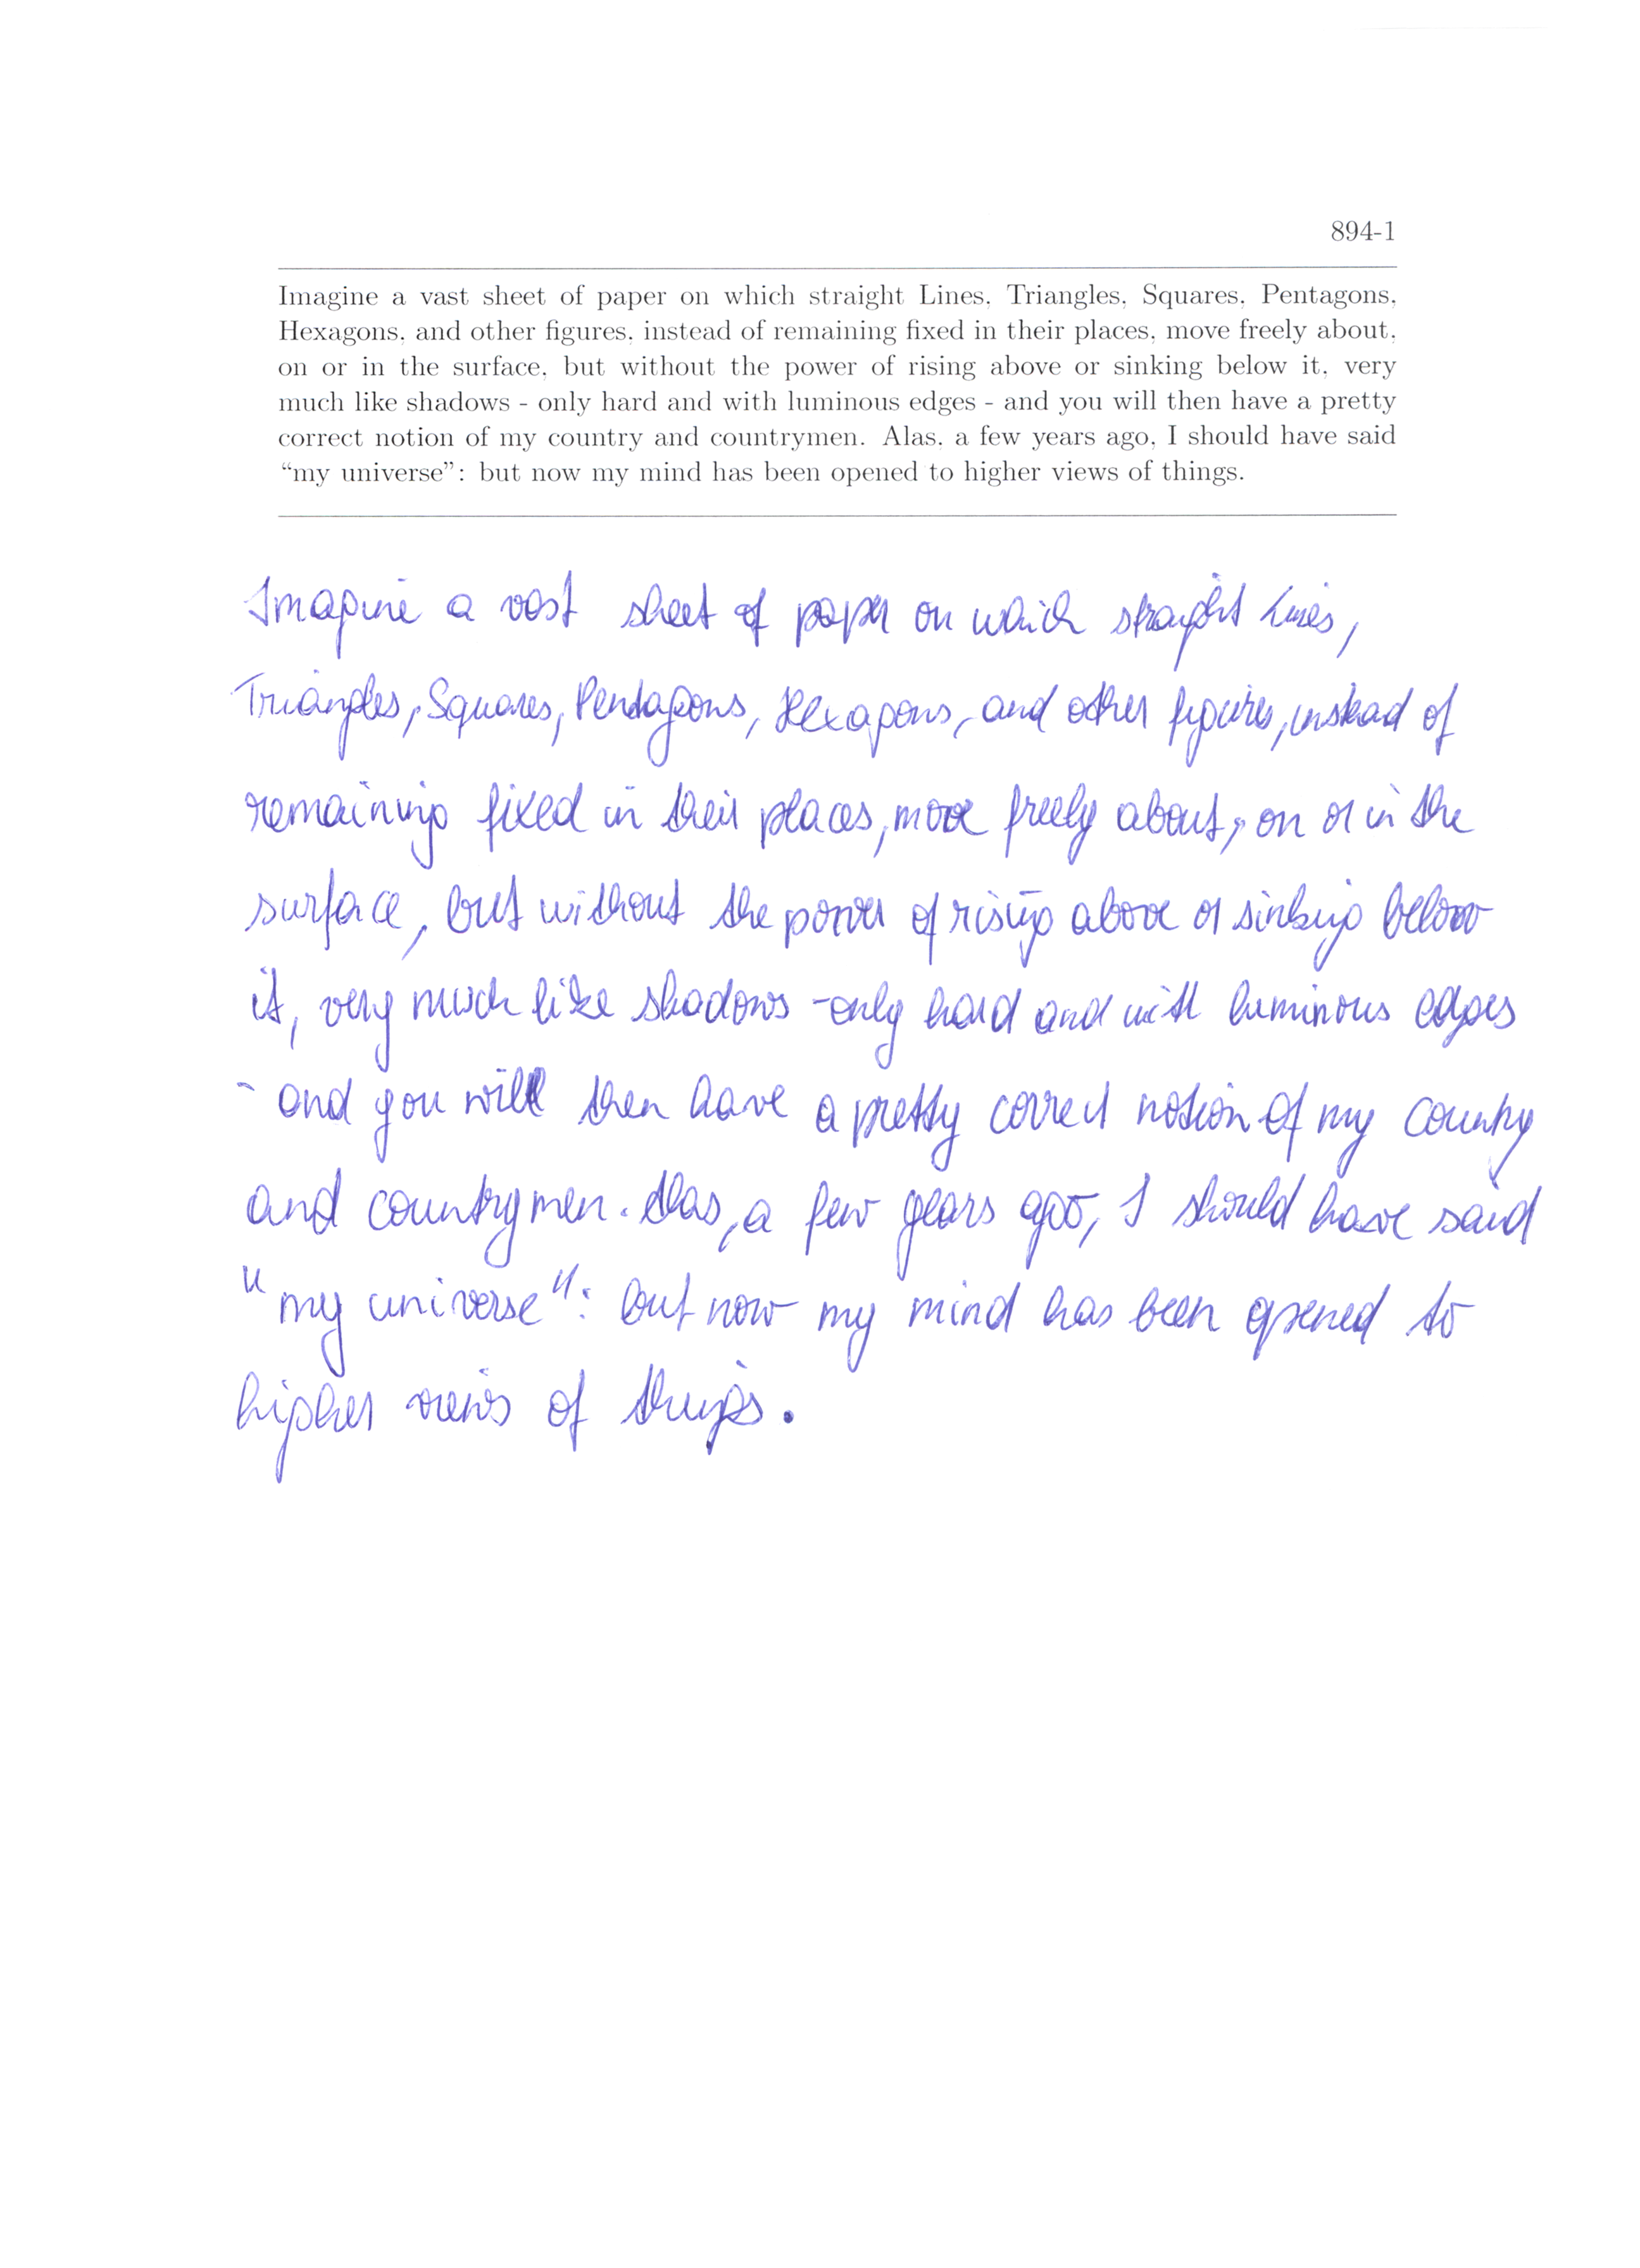 894-1
Imagine a vast sheet of paper on which straight Lines, Triangles, Squares, Pentagons,
Hexagons, and other figures, instead of remaining fixed in their places, move freely about,
on or in the surface, but without the power of rising above or sinking below it, very
much like shadows - only hard and with luminous edges - and you will then have a pretty
correct notion of my country and countrymen. Alas, a few years ago, I should have said
“my universe”: but now my mind has been opened to higher views of things.
Imagine a vast sheet of paper on which straight Lines,
Triangles, Squares, Pentagons, Hexagons, and other figures, instead of
remaining fixed in their places, move freely about, on or in the
surface, but without the power of rising above or sinking below
it, very much like shadows - only hard and with luminous edges
- and you will then have a pretty correct notion of my country
and countrymen. Alas, a few years ago, I should have said
"my universe": but now my mind has been opened to
higher views of things.